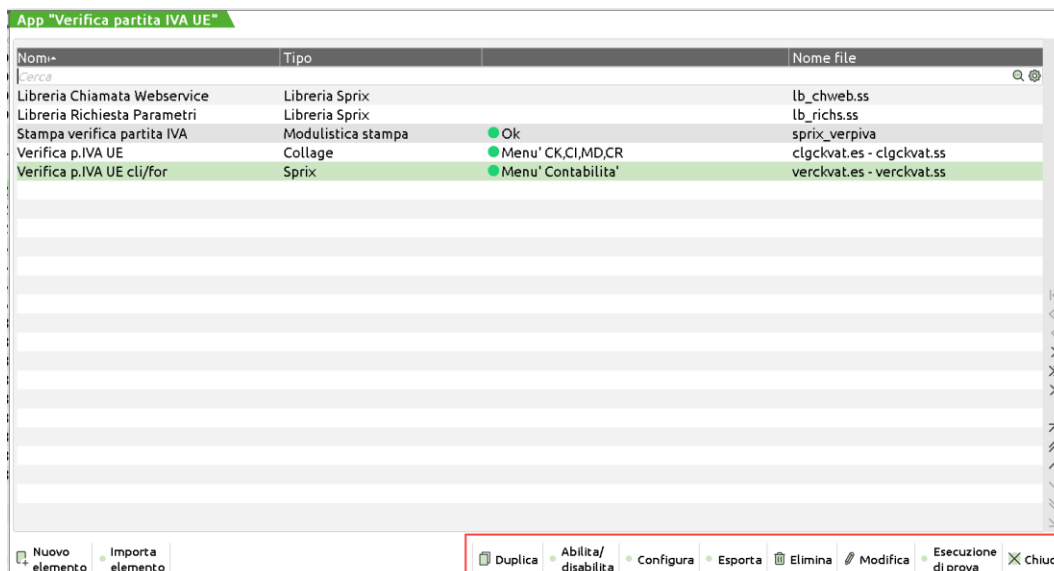 App "Verifica partita IVA UE"
Nome Tipo Nome file
Cerca
Libreria Chiamata Webservice Libreria Sprix lb_chweb.ss
Libreria Richiesta Parametri Libreria Sprix lb_richs.ss
Stampa verifica partita IVA Modulistica stampa Ok sprix_verpiva
Verifica p.IVA UE Collage Menu' CK,CI,MD,CR clgckvat.es - clgckvat.ss
Verifica p.IVA UE cli/for Sprix Menu' Contabilita' verckvat.es - verckvat.ss
Nuovo elemento Importa elemento Duplica Abilita/ disabilita Configura Esporta Elimina Modifica Esecuzione di prova